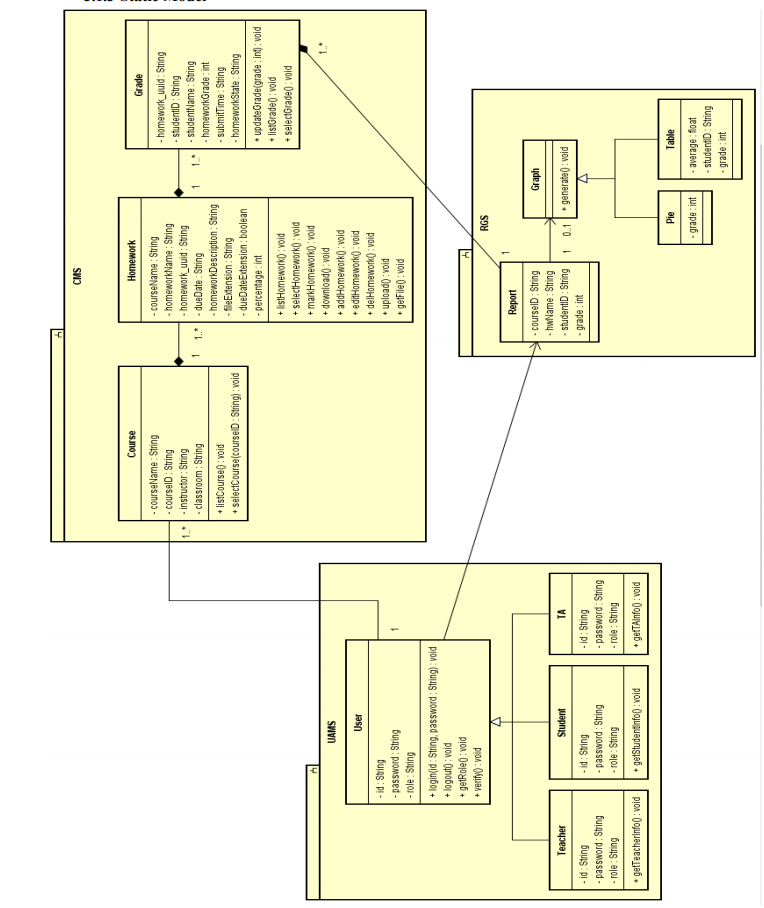 CMS
Grade
- homework_uuid : String
- studentID : String
- studentName : String
- homeworkGrade : int
- submitTime : String
- homeworkState : String
+ updateGrade(grade : int) : void
+ listGrade() : void
+ selectGrade() : void
1..*
1..*
1
Homework
- courseName : String
- homeworkName : String
- homework_uuid : String
- dueDate : String
- homeworkDescription : String
- fileExtension : String
- dueDateExtension : boolean
- percentage : int
+ listHomework() : void
+ selectHomework() : void
+ markHomework() : void
+ download() : void
+ addHomework() : void
+ editHomework() : void
+ delHomework() : void
+ upload() : void
+ getFile() : void
1..*
1
Course
- courseName : String
- courseID : String
- instructor : String
- classroom : String
+ listCourse() : void
+ selectCourse(courseID : String) : void
1..*
RGS
Table
- average : float
- studentID : String
- grade : int
Graph
+ generate() : void
Pie
- grade : int
0..1
1
1
Report
- courseID : String
- hwName : String
- studentID : String
- grade : int
UAMS
1
User
- id : String
- password : String
- role : String
+ login(id : String, password : String) : void
+ logout() : void
+ getRole() : void
+ verify() : void
TA
- id : String
- password : String
- role : String
+ getTAInfo() : void
Student
- id : String
- password : String
- role : String
+ getStudentInfo() : void
Teacher
- id : String
- password : String
- role : String
+ getTeacherInfo() : void